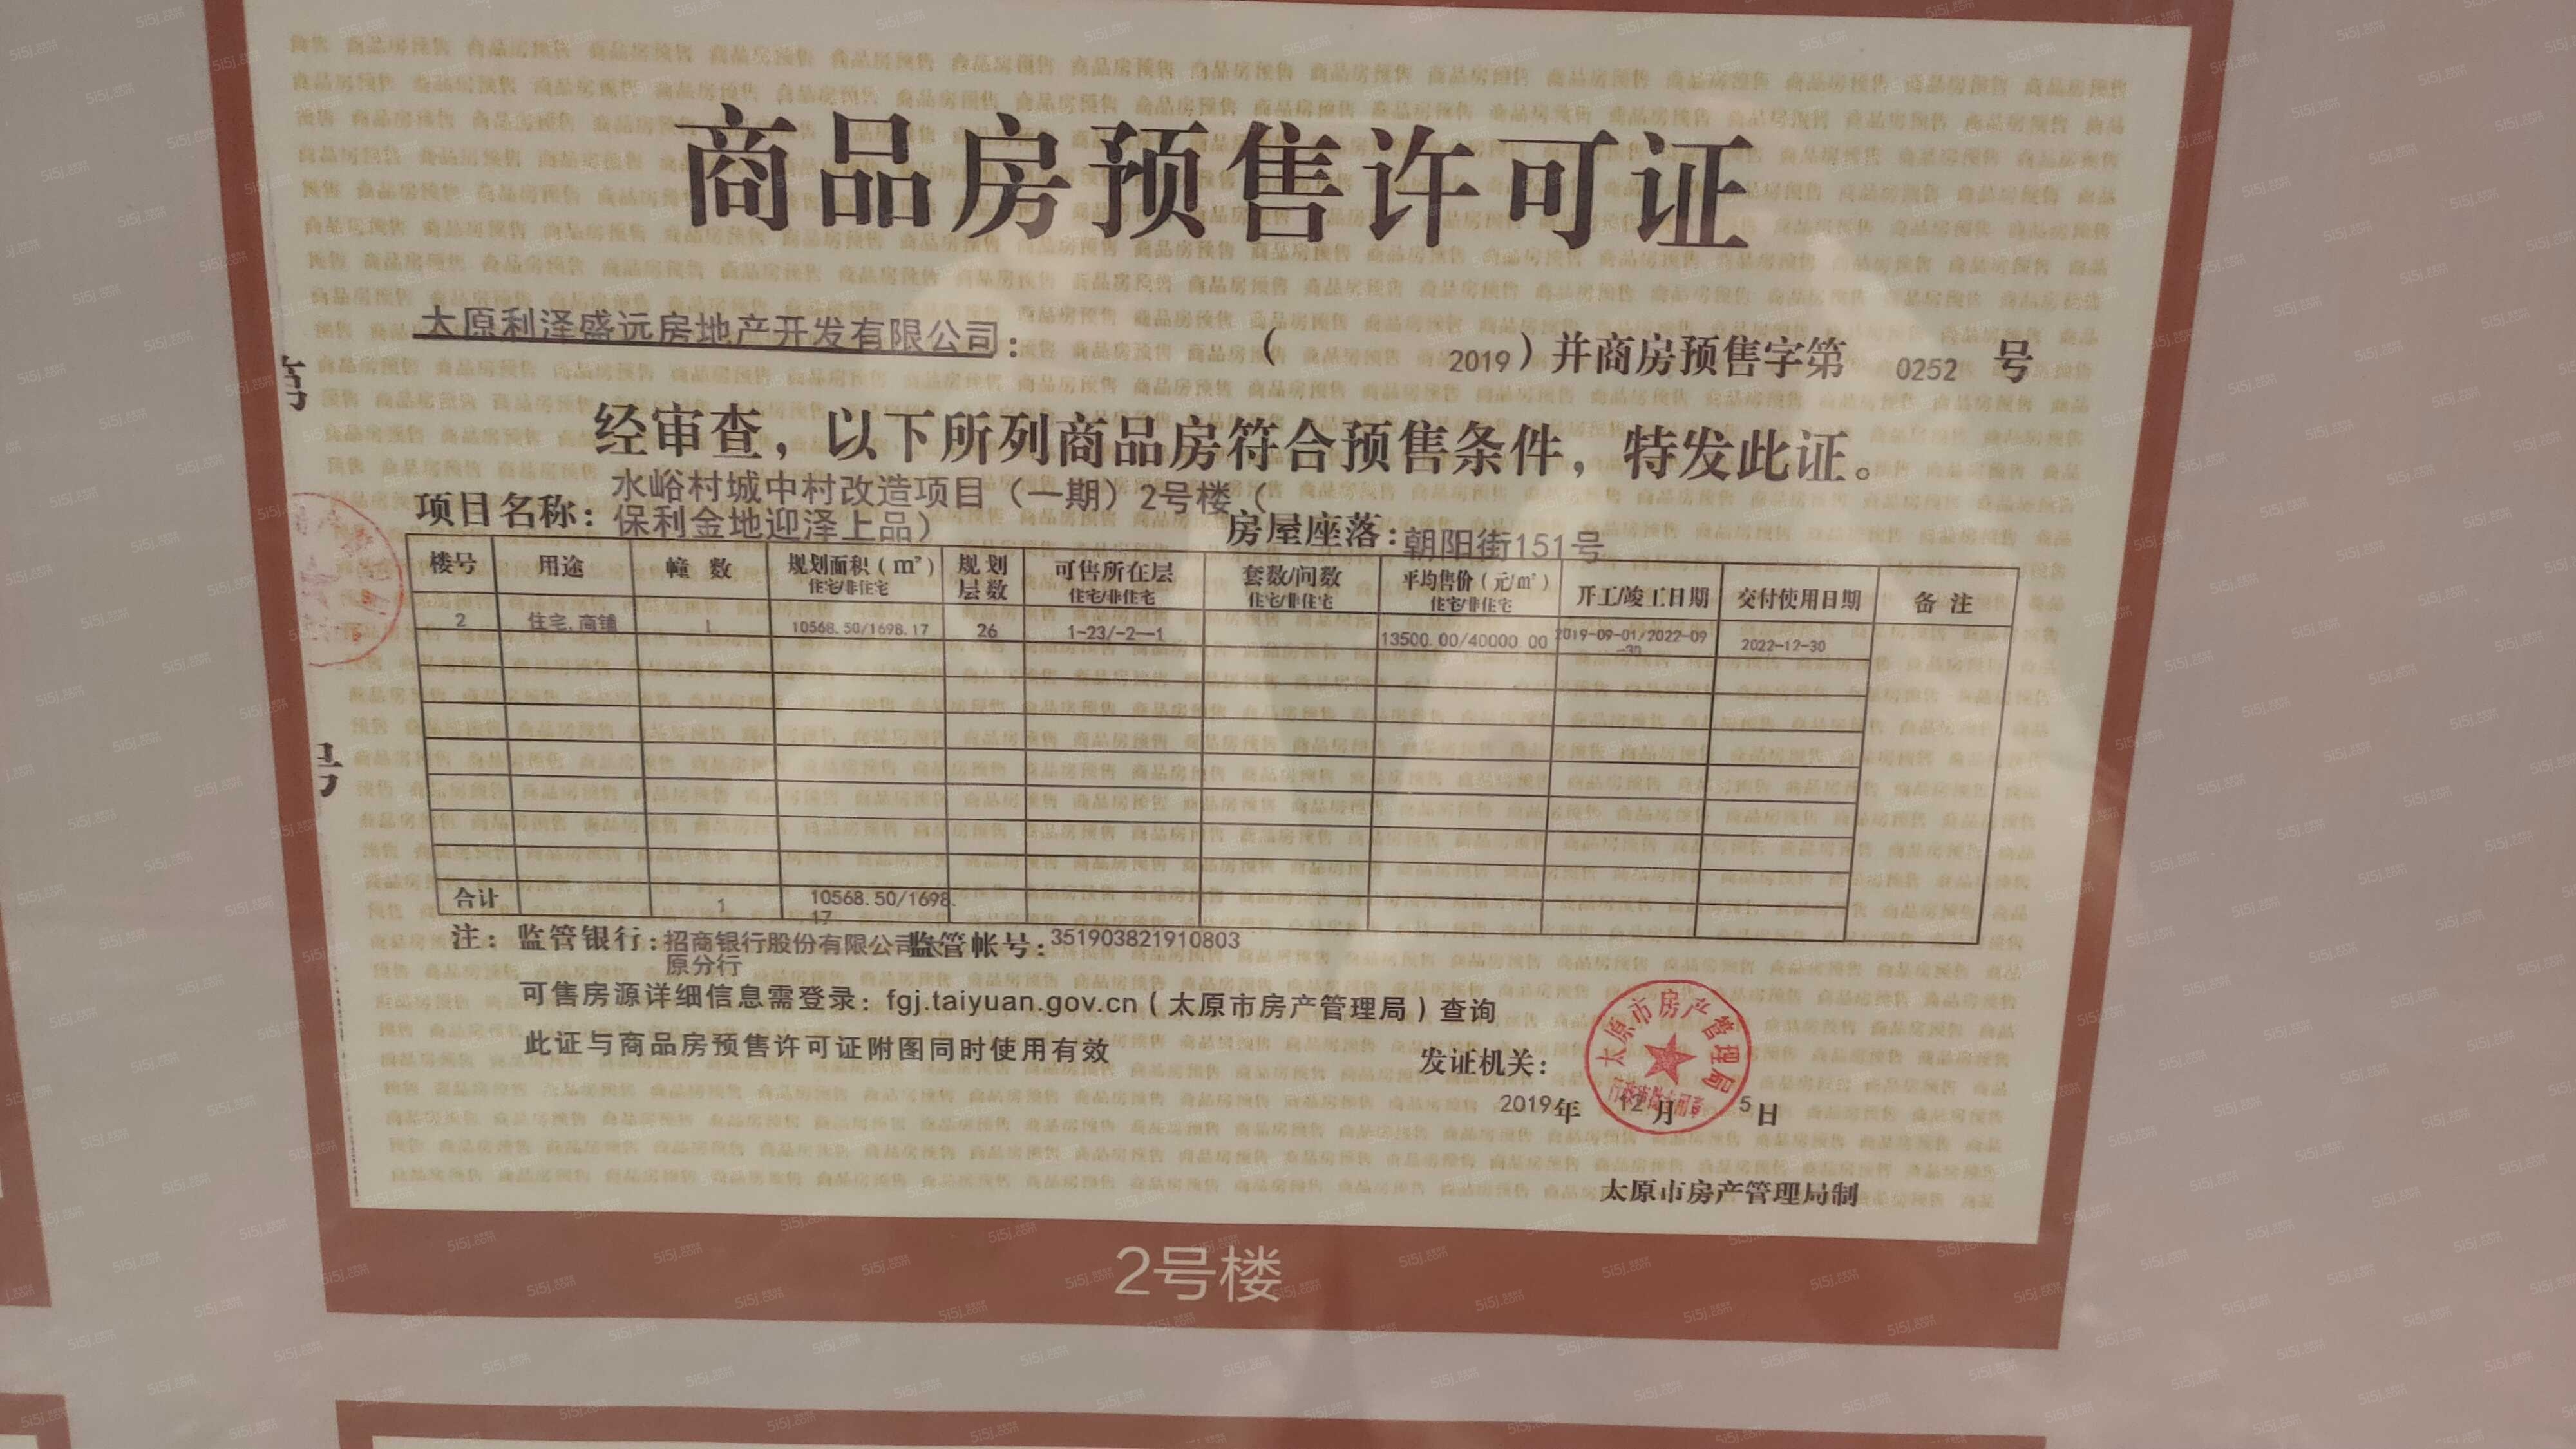 商品房预售许可证
太原利泽盛远房地产开发有限公司：
（ 2019）并商房预售字第 0252 号
第
经审查，以下所列商品房符合预售条件，特发此证。
项目名称：水峪村城中村改造项目（一期）2号楼（
保利金地迎泽上品）
房屋座落：朝阳街151号
楼号 用途 幢 数 规划面积（㎡）住宅/非住宅 规划层数 可售所在层 住宅/非住宅 套数/间数 住宅/非住宅 平均售价（元/㎡）住宅/非住宅 开工/竣工日期 交付使用日期 备 注
2 住宅,商铺 1 10568.50/1698.17 26 1-23/-2--1 13500.00/40000.00 2019-09-01/2022-09-30 2022-12-30
号
合计 1 10568.50/1698.17
注：监管银行：招商银行股份有限公司太原分行 监管帐号：351903821910803
可售房源详细信息需登录：fgj.taiyuan.gov.cn（太原市房产管理局）查询
此证与商品房预售许可证附图同时使用有效
发证机关：
太原市房产管理局
2019年 12月 5日
太原市房产管理局制
2号楼
5i5j.com